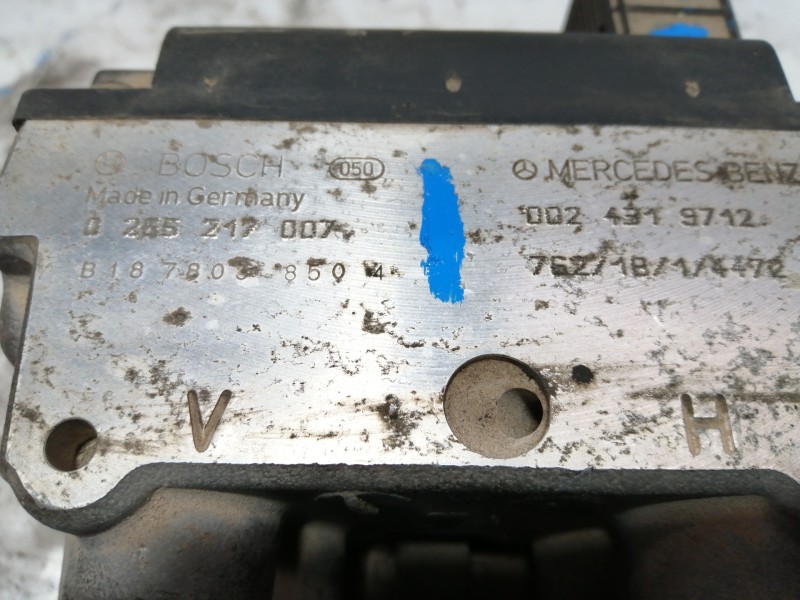 BOSCH 050
Made in Germany
0 265 217 007
MERCEDES BENZ
002 431 9712
762/18/1/4472
V H